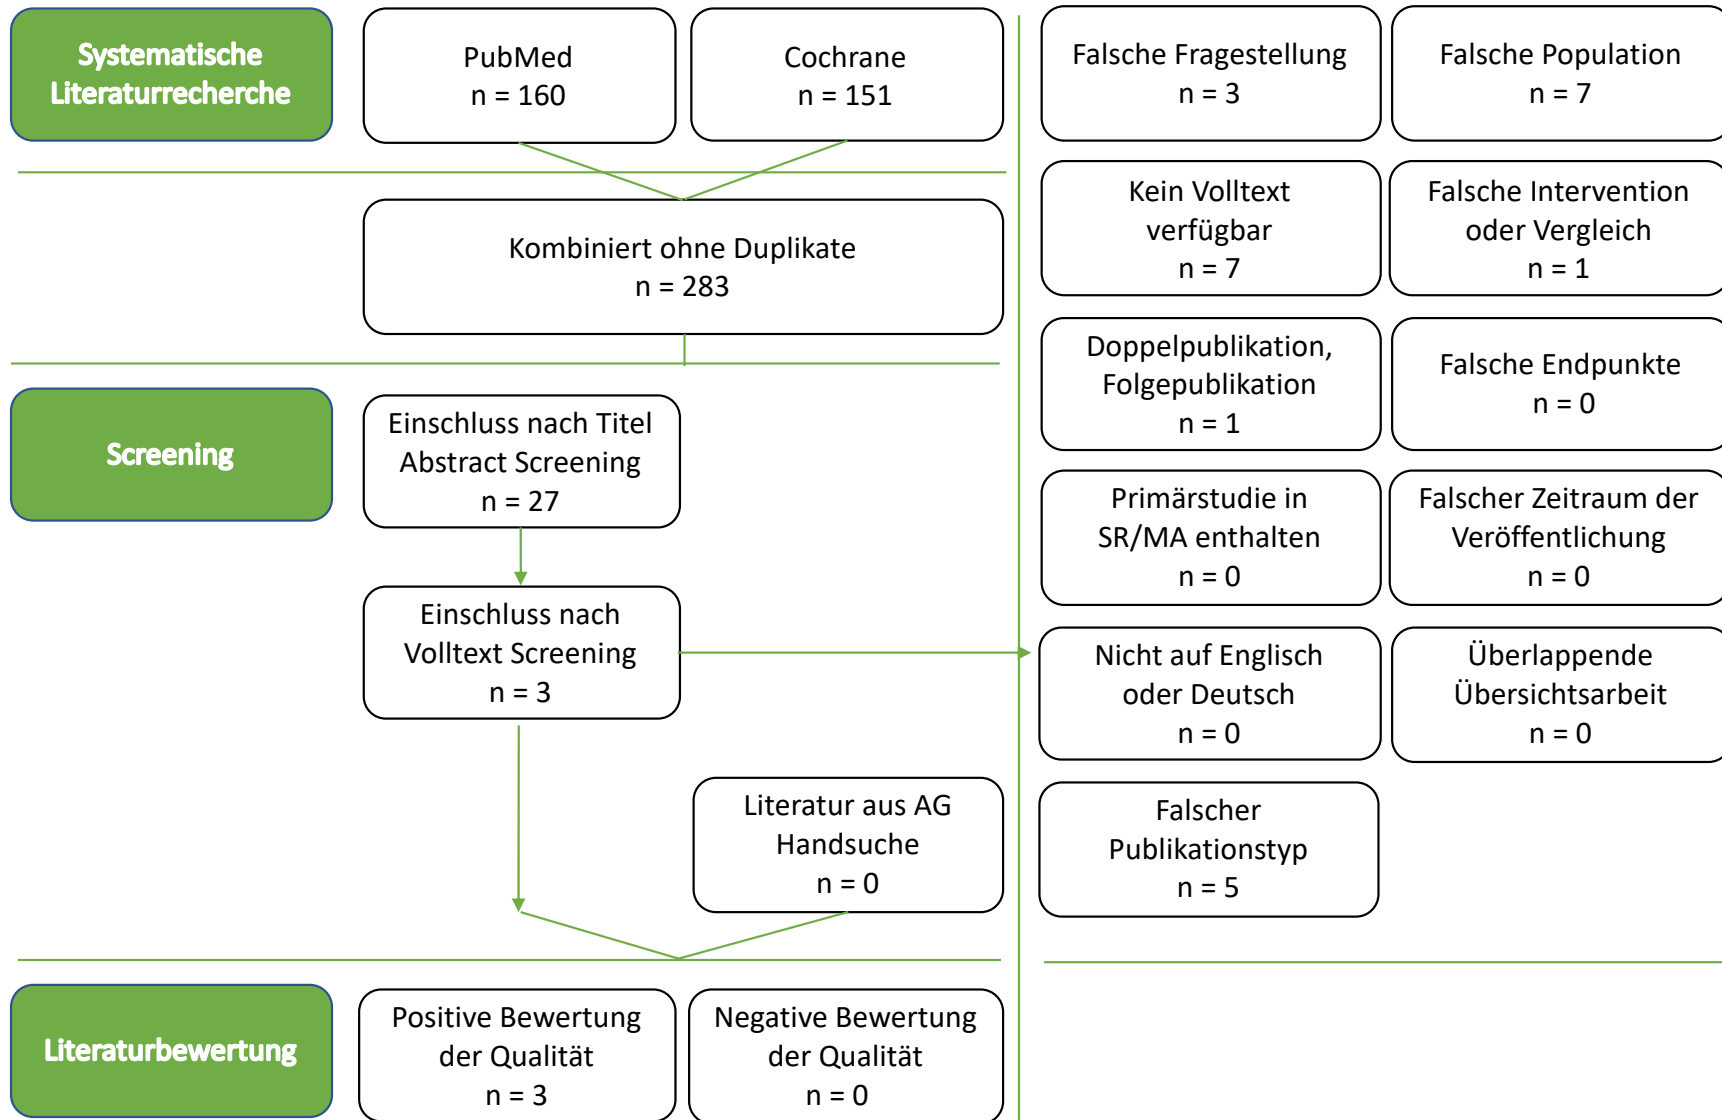 Systematische
Literaturrecherche
PubMed
n = 160
Cochrane
n = 151
Kombiniert ohne Duplikate
n = 283
Screening
Einschluss nach Titel
Abstract Screening
n = 27
Einschluss nach
Volltext Screening
n = 3
Literatur aus AG
Handsuche
n = 0
Literaturbewertung
Positive Bewertung
der Qualität
n = 3
Negative Bewertung
der Qualität
n = 0
Falsche Fragestellung
n = 3
Falsche Population
n = 7
Kein Volltext
verfügbar
n = 7
Falsche Intervention
oder Vergleich
n = 1
Doppelpublikation,
Folgepublikation
n = 1
Falsche Endpunkte
n = 0
Primärstudie in
SR/MA enthalten
n = 0
Falscher Zeitraum der
Veröffentlichung
n = 0
Nicht auf Englisch
oder Deutsch
n = 0
Überlappende
Übersichtsarbeit
n = 0
Falscher
Publikationstyp
n = 5